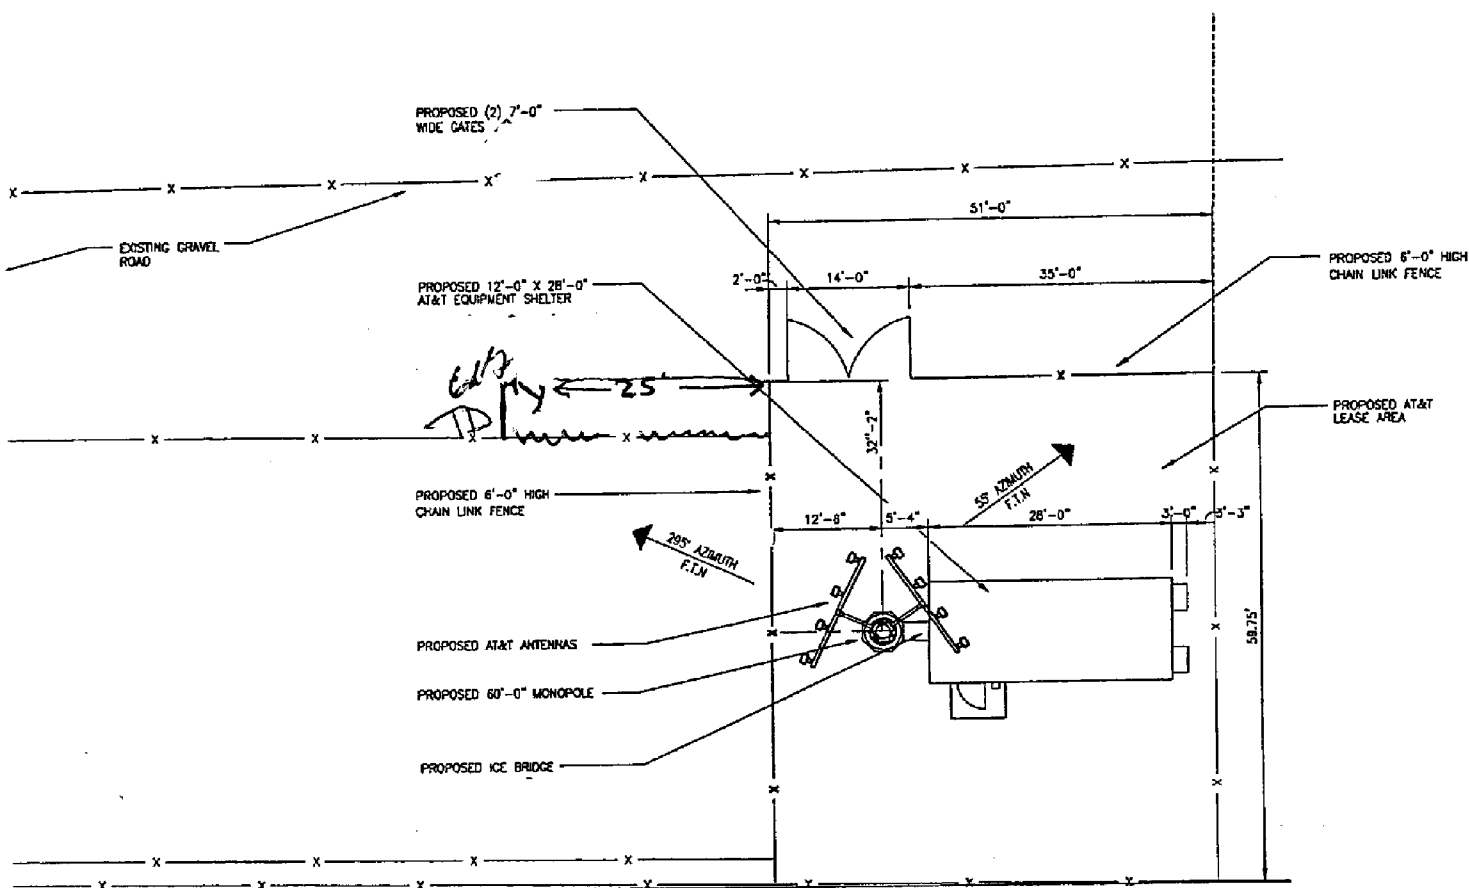 PROPOSED (2) 7'-0"
WIDE GATES
51'-0"
EXISTING GRAVEL
ROAD
PROPOSED 6'-0" HIGH
CHAIN LINK FENCE
2'-0"
14'-0"
35'-0"
PROPOSED 12'-0" X 28'-0"
AT&T EQUIPMENT SHELTER
25'
PROPOSED AT&T
LEASE AREA
32'-2"
55° AZIMUTH
F.T.N
PROPOSED 6'-0" HIGH
CHAIN LINK FENCE
12'-8"
5'-4"
28'-0"
3'-0"
3'-3"
295° AZIMUTH
F.T.N
59.75'
PROPOSED AT&T ANTENNAS
PROPOSED 60'-0" MONOPOLE
PROPOSED ICE BRIDGE